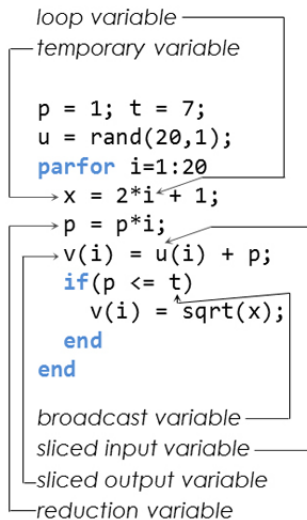 loop variable
temporary variable
p = 1; t = 7;
u = rand(20,1);
parfor i=1:20
x = 2*i + 1;
p = p*i;
v(i) = u(i) + p;
if(p <= t)
v(i) = sqrt(x);
end
end
broadcast variable
sliced input variable
sliced output variable
reduction variable